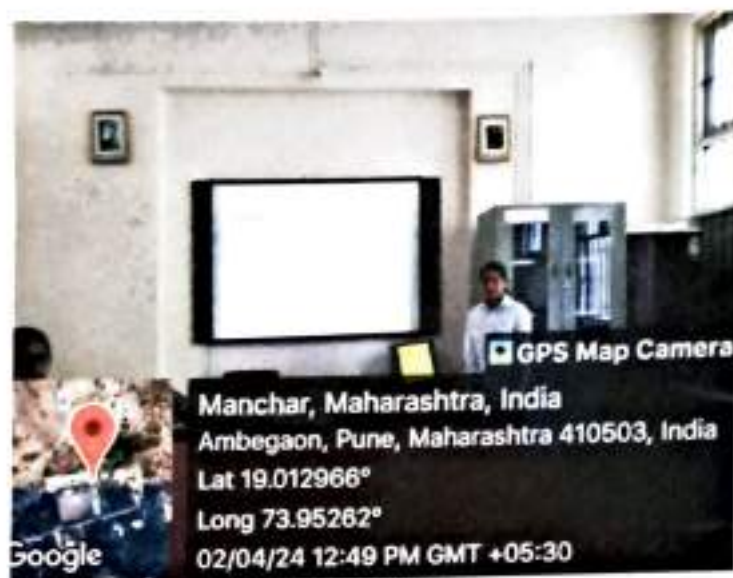 GPS Map Camera
Manchar, Maharashtra, India
Ambegaon, Pune, Maharashtra 410503, India
Lat 19.012966°
Long 73.95262°
02/04/24 12:49 PM GMT +05:30
Google